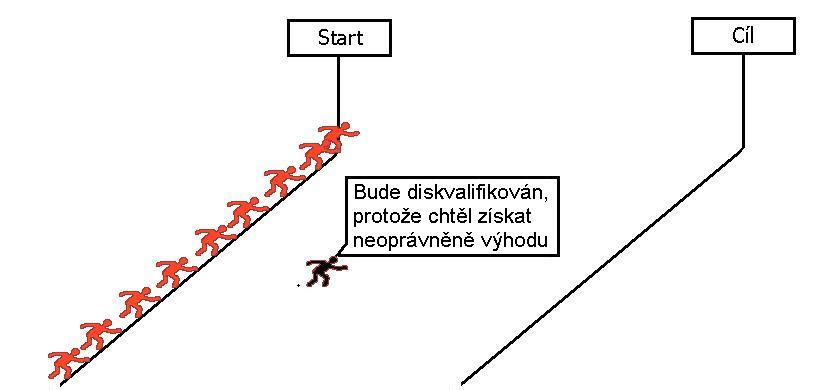 Start
Cíl
Bude diskvalifikován,
protože chtěl získat
neoprávněně výhodu